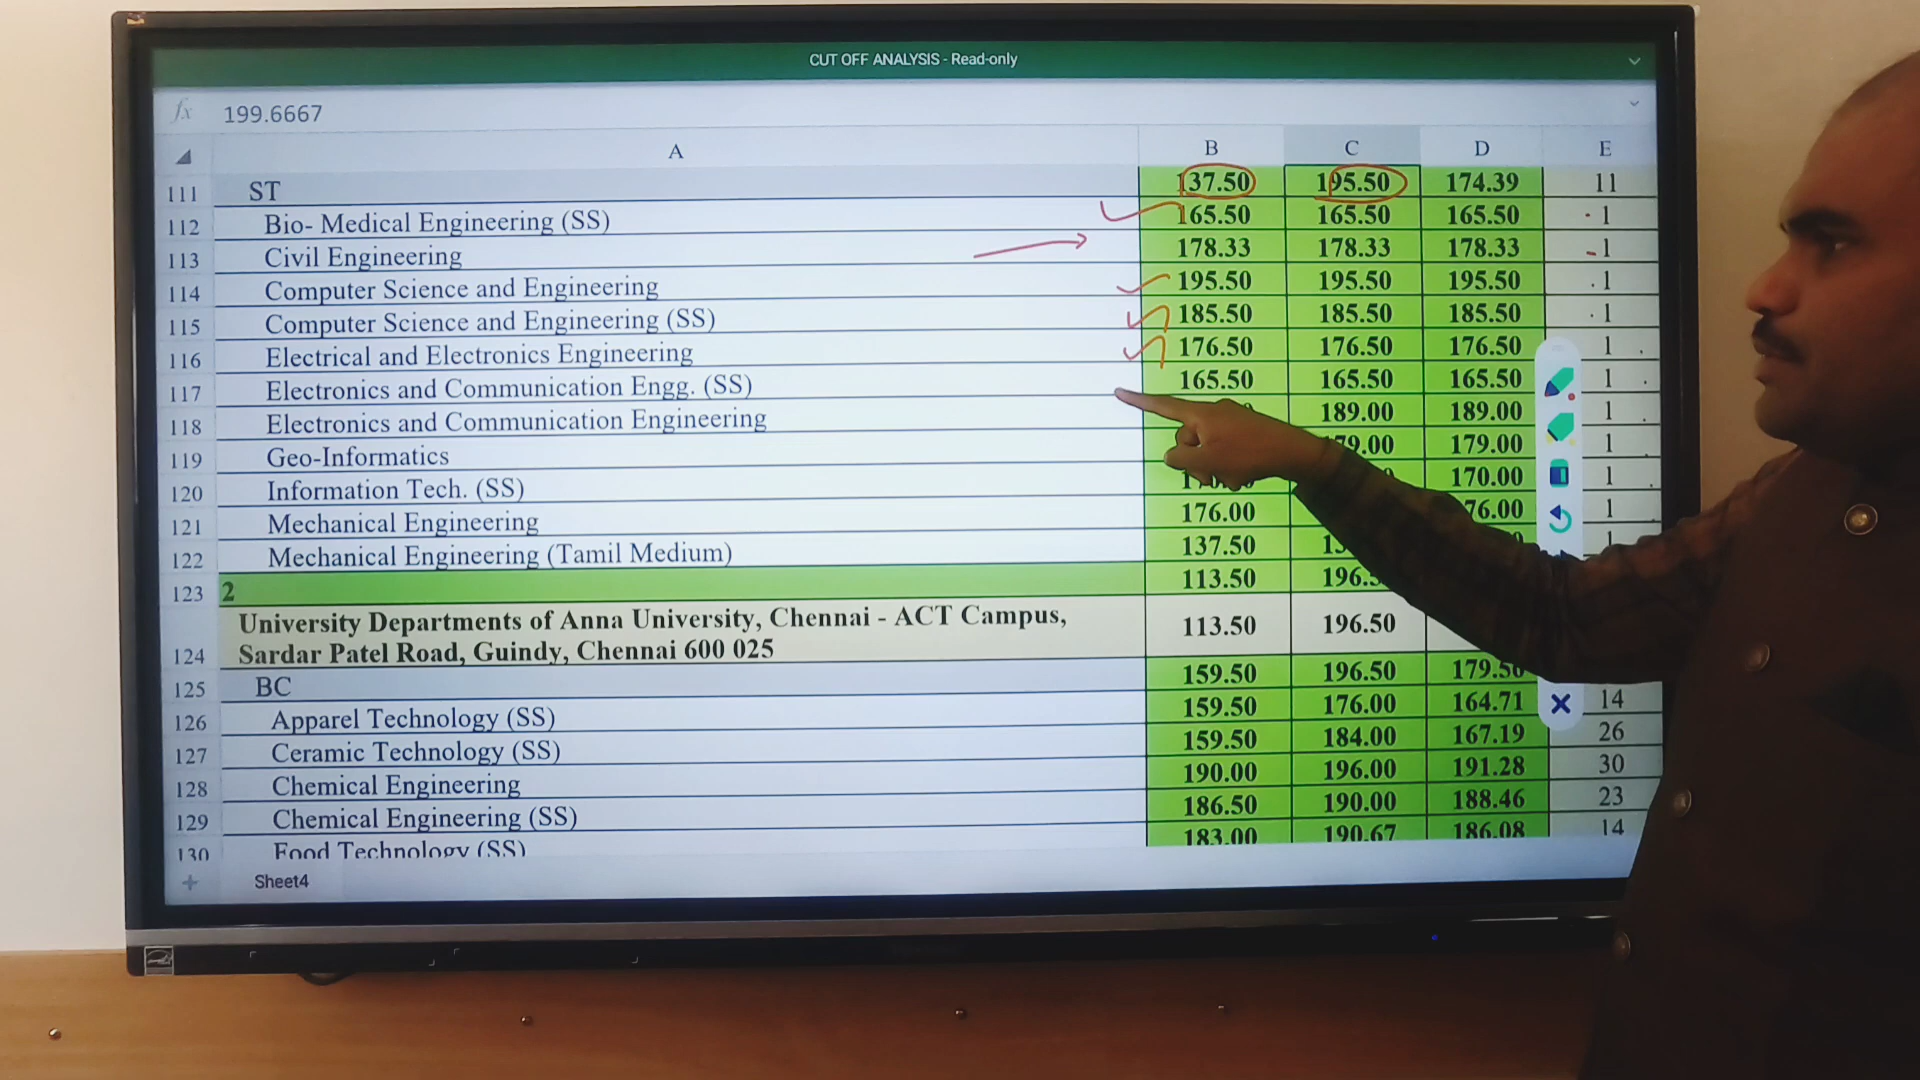 CUT OFF ANALYSIS - Read-only
fx 199.6667
A B C D E
111 ST 137.50 195.50 174.39 11
112 Bio- Medical Engineering (SS) 165.50 165.50 165.50 1
113 Civil Engineering 178.33 178.33 178.33 1
114 Computer Science and Engineering 195.50 195.50 195.50 1
115 Computer Science and Engineering (SS) 185.50 185.50 185.50 1
116 Electrical and Electronics Engineering 176.50 176.50 176.50 1
117 Electronics and Communication Engg. (SS) 165.50 165.50 165.50 1
118 Electronics and Communication Engineering 189.00 189.00 1
119 Geo-Informatics 179.00 1
120 Information Tech. (SS) 170.00 1
121 Mechanical Engineering 176.00 1
122 Mechanical Engineering (Tamil Medium) 137.50
123 2 113.50
124 University Departments of Anna University, Chennai - ACT Campus,
Sardar Patel Road, Guindy, Chennai 600 025 113.50 196.50
125 BC 159.50 196.50 179.50
126 Apparel Technology (SS) 159.50 176.00 164.71 14
127 Ceramic Technology (SS) 159.50 184.00 167.19 26
128 Chemical Engineering 190.00 196.00 191.28 30
129 Chemical Engineering (SS) 186.50 190.00 188.46 23
130 Food Technology (SS) 183.00 190.67 186.08 14
Sheet4